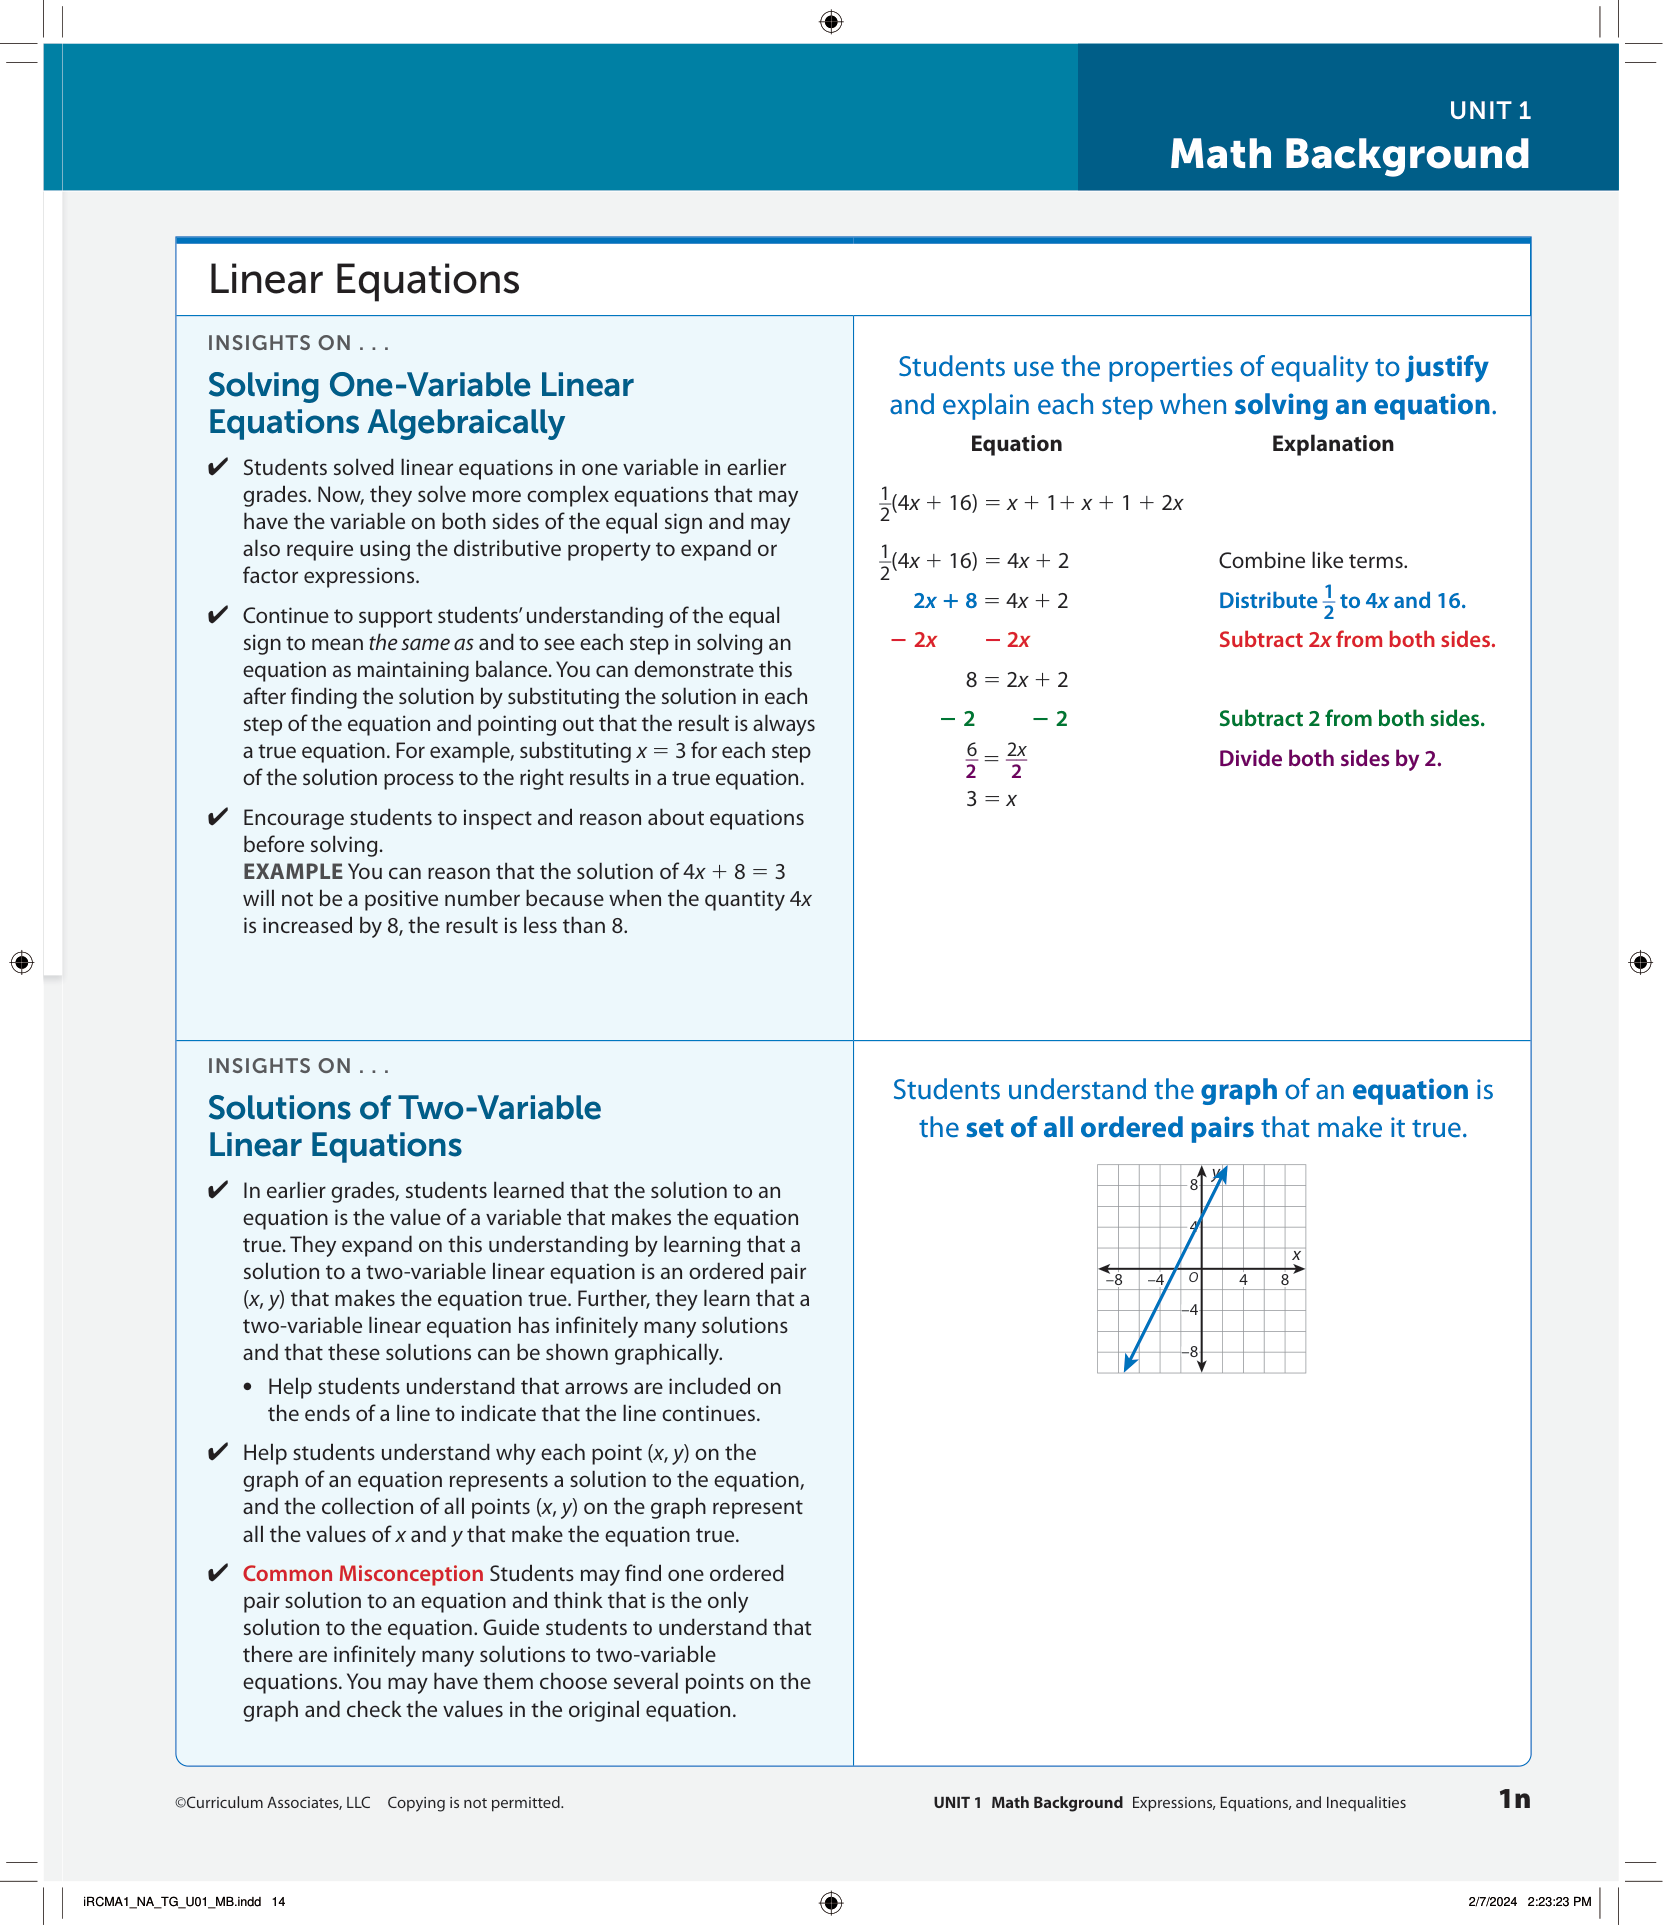 UNIT 1
Math Background
Linear Equations
INSIGHTS ON . . .
Solving One-Variable Linear
Equations Algebraically
✔ Students solved linear equations in one variable in earlier
grades. Now, they solve more complex equations that may
have the variable on both sides of the equal sign and may
also require using the distributive property to expand or
factor expressions.
✔ Continue to support students’ understanding of the equal
sign to mean the same as and to see each step in solving an
equation as maintaining balance. You can demonstrate this
after finding the solution by substituting the solution in each
step of the equation and pointing out that the result is always
a true equation. For example, substituting x = 3 for each step
of the solution process to the right results in a true equation.
✔ Encourage students to inspect and reason about equations
before solving.
EXAMPLE You can reason that the solution of 4x + 8 = 3
will not be a positive number because when the quantity 4x
is increased by 8, the result is less than 8.
Students use the properties of equality to justify
and explain each step when solving an equation.
Equation Explanation
1/2(4x + 16) = x + 1+ x + 1 + 2x
1/2(4x + 16) = 4x + 2 Combine like terms.
2x + 8 = 4x + 2 Distribute 1/2 to 4x and 16.
− 2x − 2x Subtract 2x from both sides.
8 = 2x + 2
− 2 − 2 Subtract 2 from both sides.
6/2 = 2x/2 Divide both sides by 2.
3 = x
INSIGHTS ON . . .
Solutions of Two-Variable
Linear Equations
✔ In earlier grades, students learned that the solution to an
equation is the value of a variable that makes the equation
true. They expand on this understanding by learning that a
solution to a two-variable linear equation is an ordered pair
(x, y) that makes the equation true. Further, they learn that a
two-variable linear equation has infinitely many solutions
and that these solutions can be shown graphically.
• Help students understand that arrows are included on
the ends of a line to indicate that the line continues.
✔ Help students understand why each point (x, y) on the
graph of an equation represents a solution to the equation,
and the collection of all points (x, y) on the graph represent
all the values of x and y that make the equation true.
✔ Common Misconception Students may find one ordered
pair solution to an equation and think that is the only
solution to the equation. Guide students to understand that
there are infinitely many solutions to two-variable
equations. You may have them choose several points on the
graph and check the values in the original equation.
Students understand the graph of an equation is
the set of all ordered pairs that make it true.
y
8
4
x
–8 –4 O 4 8
–4
–8
©Curriculum Associates, LLC Copying is not permitted.
UNIT 1 Math Background Expressions, Equations, and Inequalities 1n
iRCMA1_NA_TG_U01_MB.indd 14
2/7/2024 2:23:23 PM